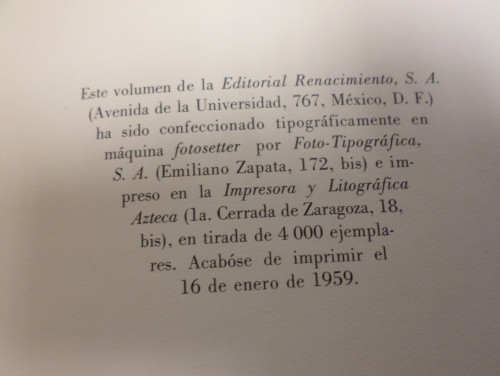 Este volumen de la Editorial Renacimiento, S. A.
(Avenida de la Universidad, 767, México, D. F.)
ha sido confeccionado tipográficamente en
máquina fotosetter por Foto-Tipográfica,
S. A. (Emiliano Zapata, 172, bis) e im-
preso en la Impresora y Litográfica
Azteca (1a. Cerrada de Zaragoza, 18,
bis), en tirada de 4 000 ejempla-
res. Acabóse de imprimir el
16 de enero de 1959.